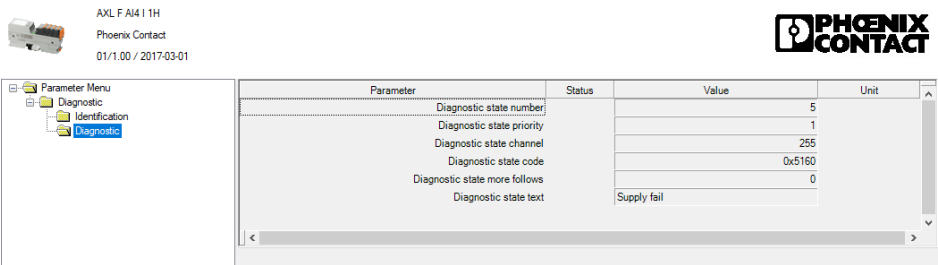 AXL F AI4 I 1H
Phoenix Contact
01/1.00 / 2017-03-01
PHŒNIX
CONTACT
Parameter Menu
Diagnostic
Identification
Diagnostic
Parameter Status Value Unit
Diagnostic state number 5
Diagnostic state priority 1
Diagnostic state channel 255
Diagnostic state code 0x5160
Diagnostic state more follows 0
Diagnostic state text Supply fail